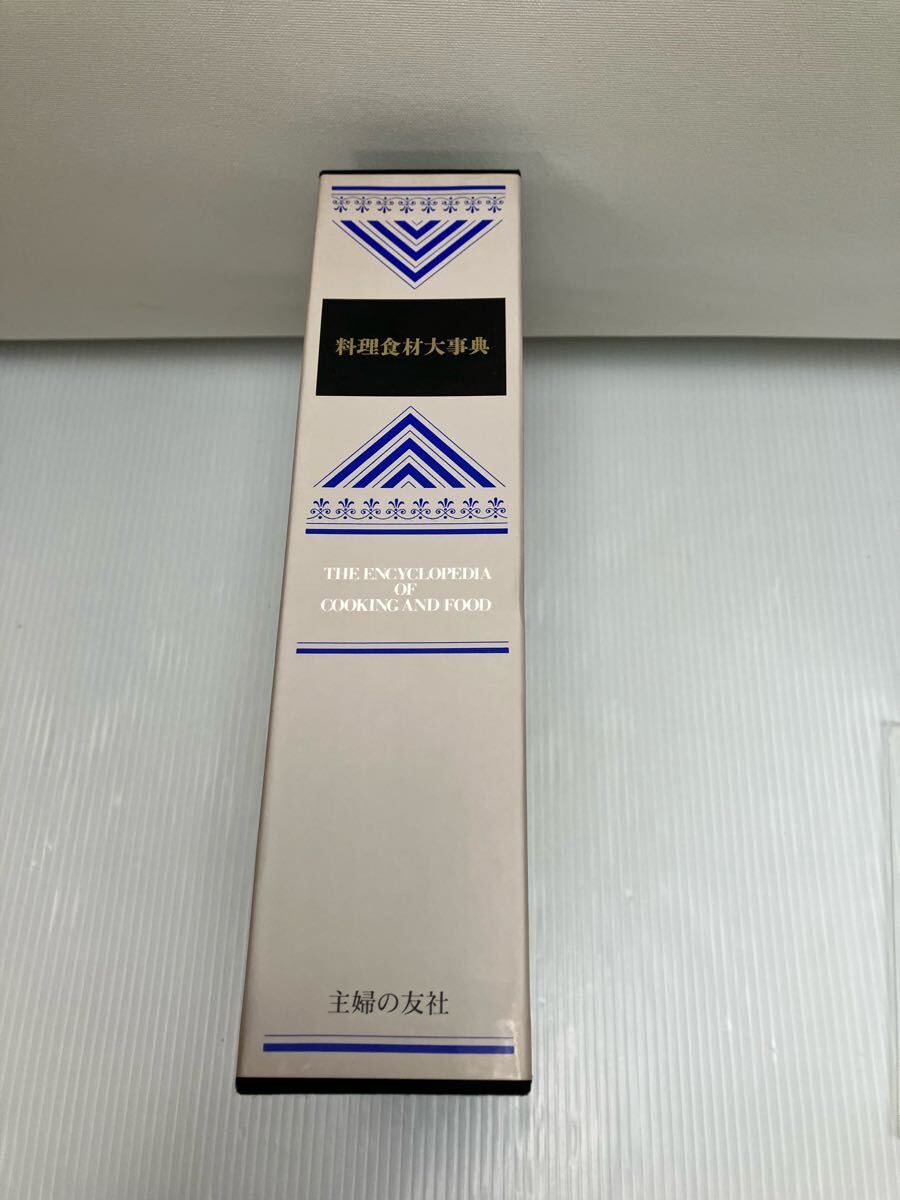 料理食材大事典
THE ENCYCLOPEDIA
OF
COOKING AND FOOD
主婦の友社